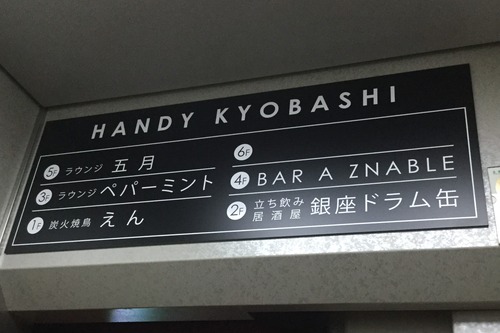 HANDY KYOBASHI
5F ラウンジ 五月
3F ラウンジ ペパーミント
1F 炭火焼鳥 えん
6F
4F BAR A ZNABLE
2F 立ち飲み居酒屋 銀座ドラム缶